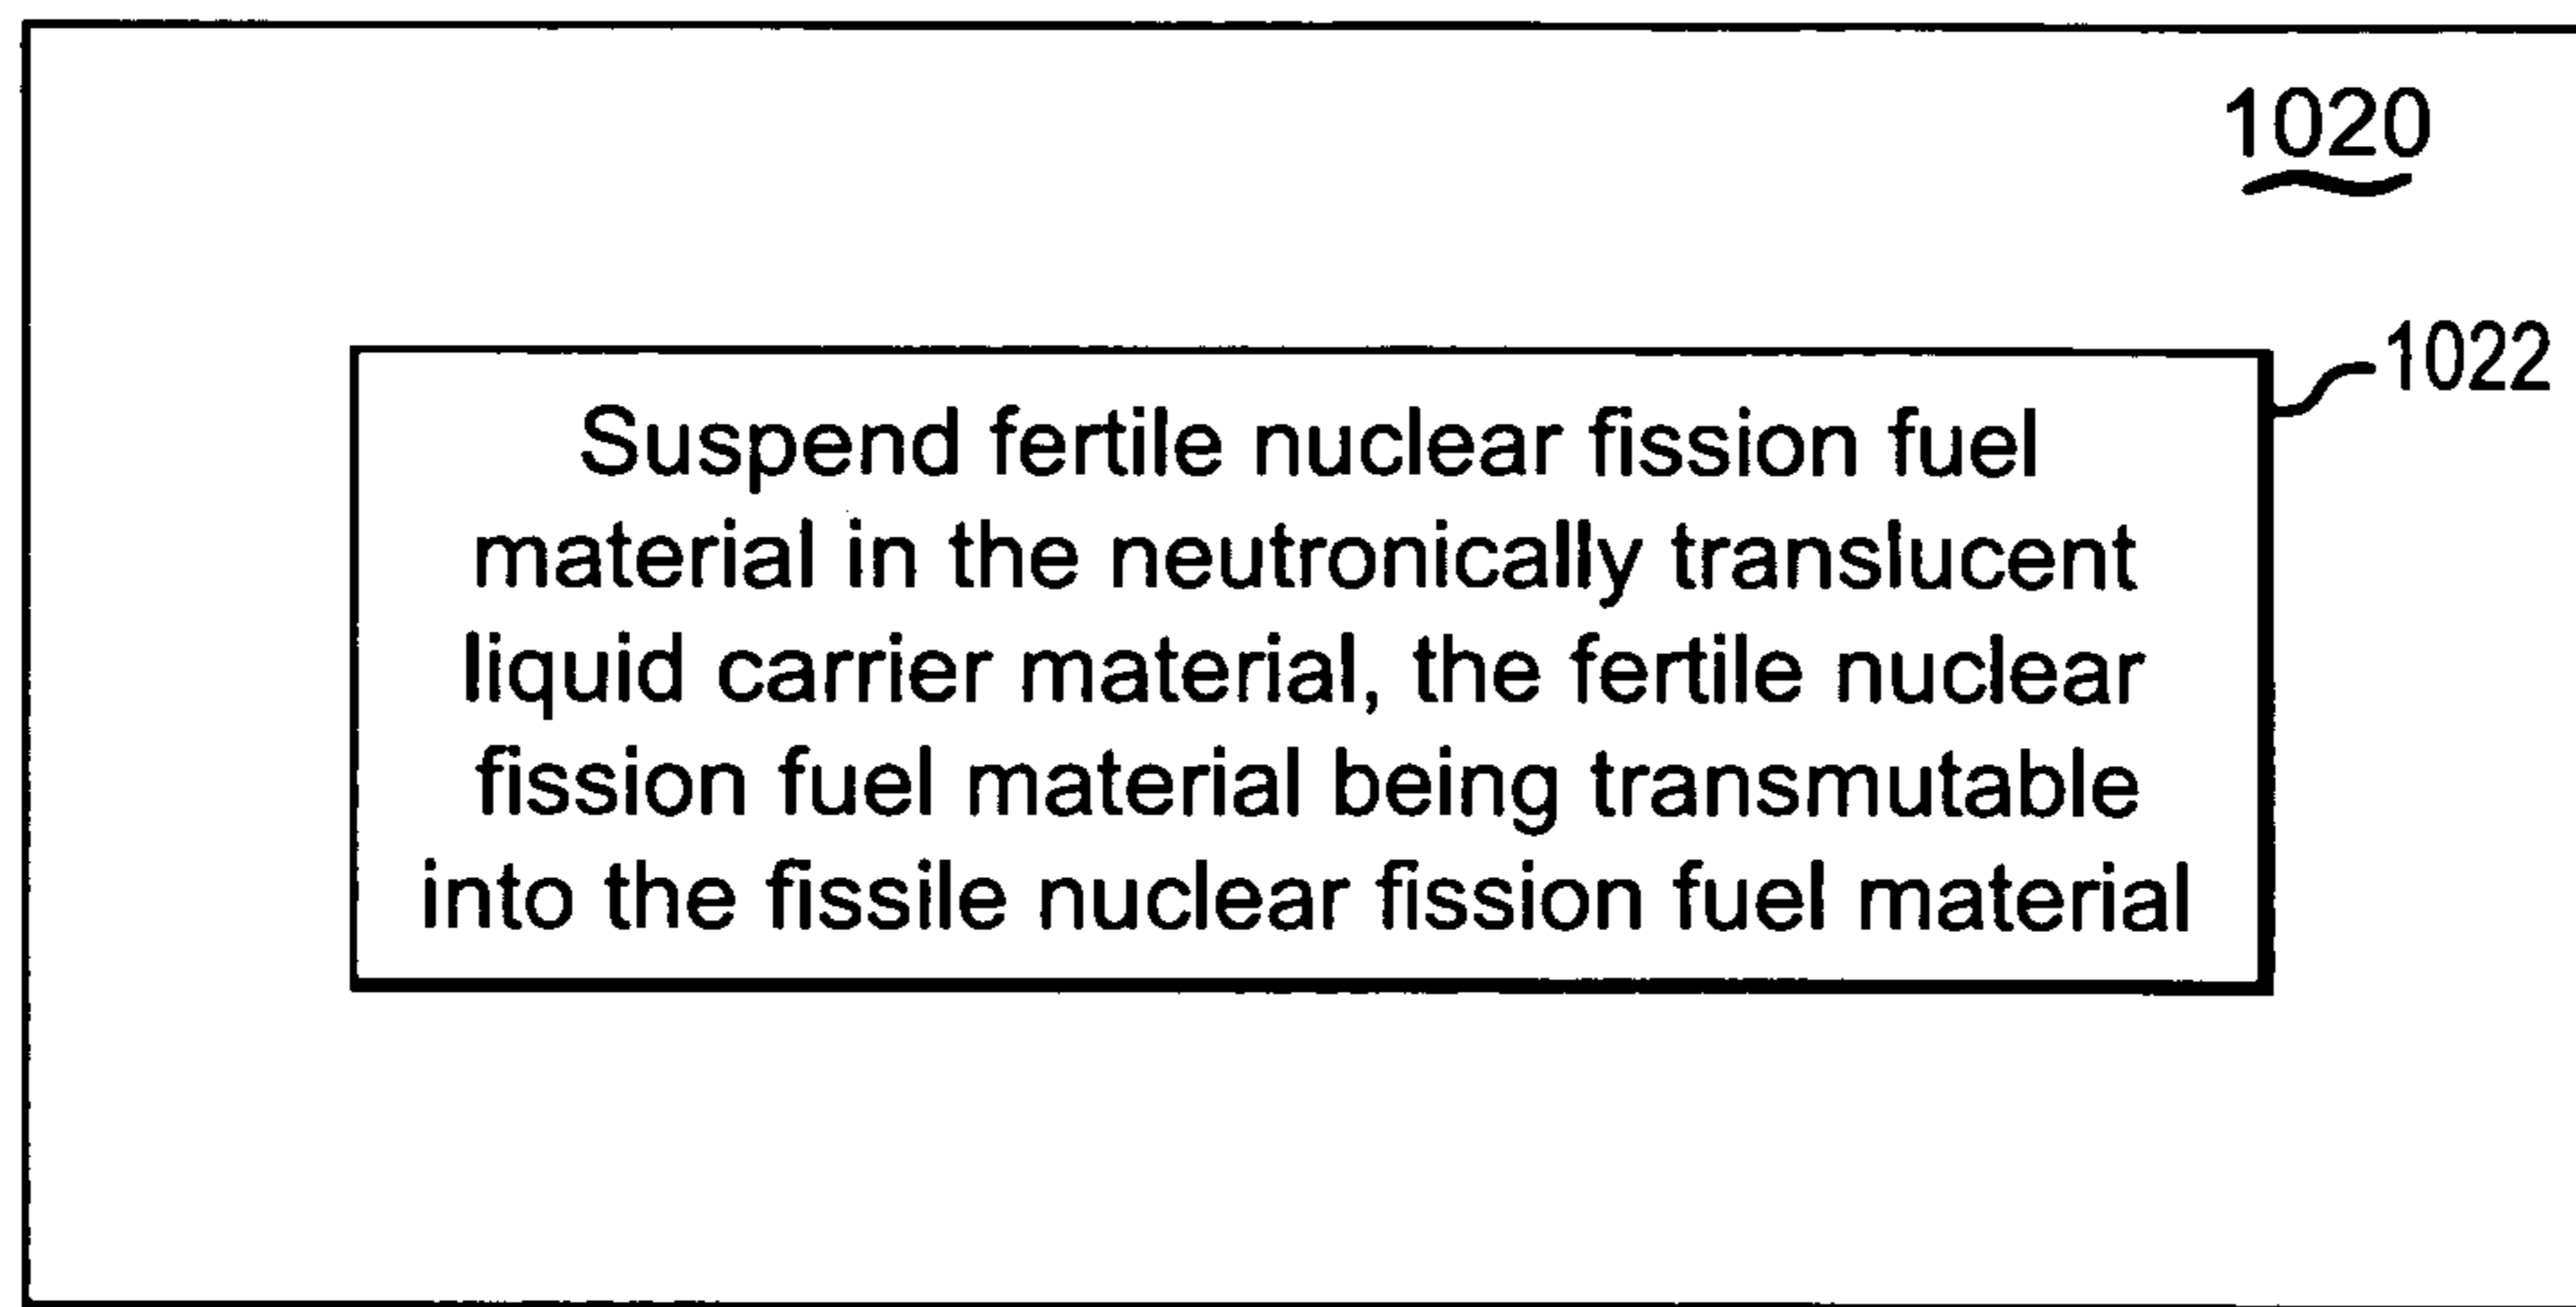 1020
1022
Suspend fertile nuclear fission fuel
material in the neutronically translucent
liquid carrier material, the fertile nuclear
fission fuel material being transmutable
into the fissile nuclear fission fuel material